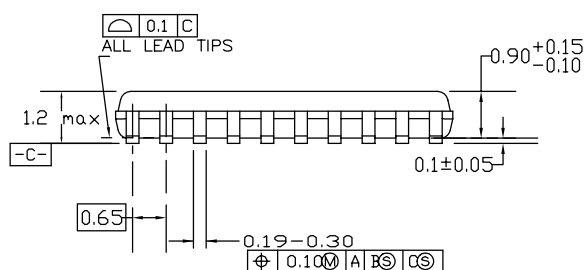 0.1 C
ALL LEAD TIPS
0.90 +0.15 -0.10
1.2 max
-C-
0.1±0.05
0.65
0.19-0.30
0.10Ⓜ A BⓈ CⓈ